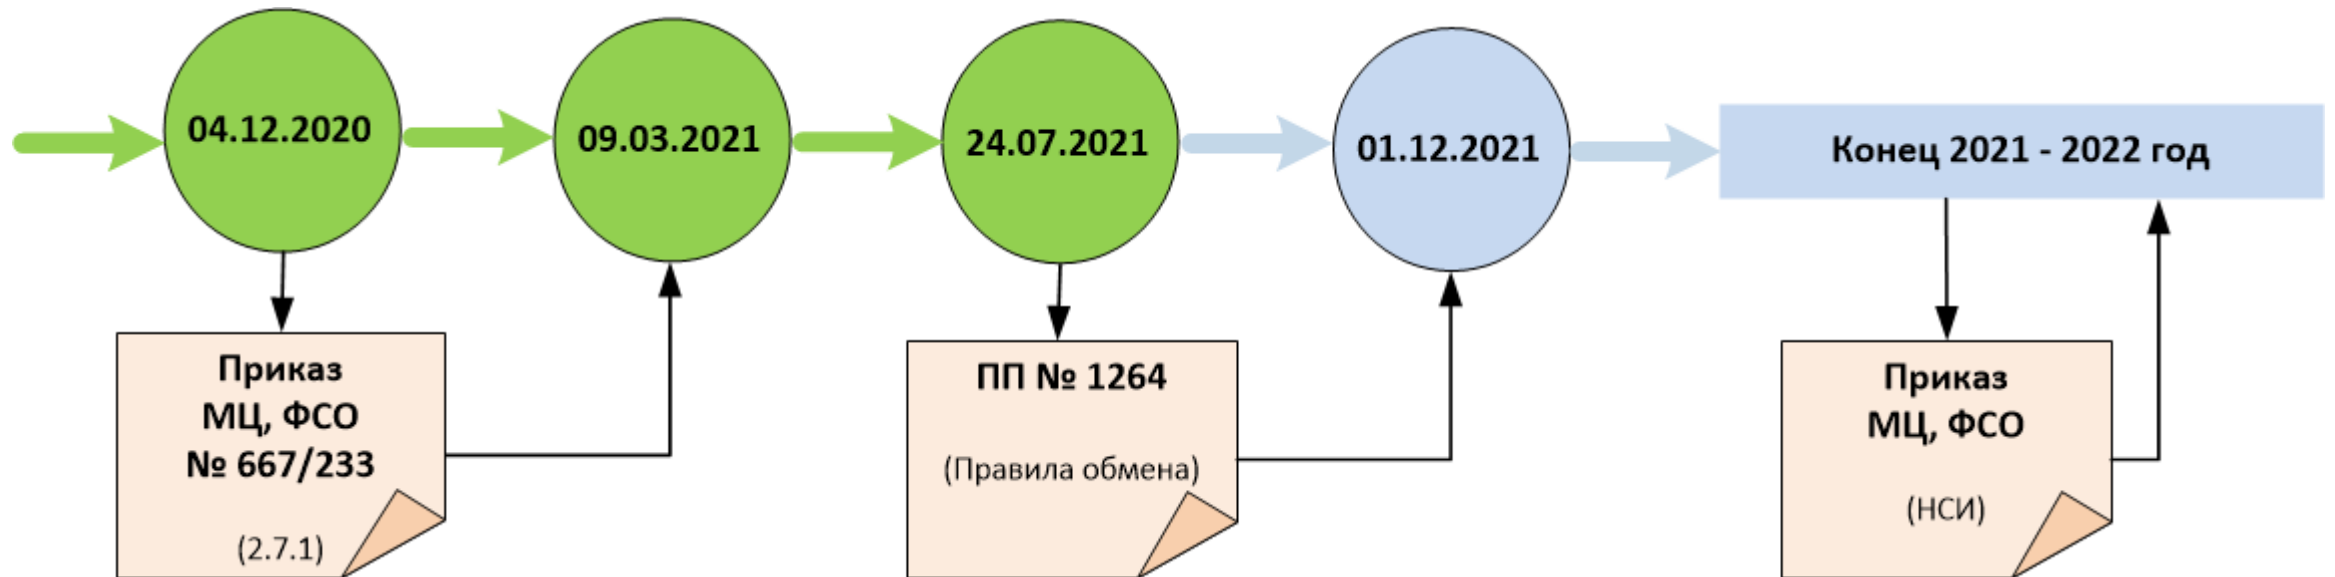 04.12.2020
09.03.2021
24.07.2021
01.12.2021
Конец 2021 - 2022 год
Приказ
МЦ, ФСО
№ 667/233
(2.7.1)
ПП № 1264
(Правила обмена)
Приказ
МЦ, ФСО
(НСИ)